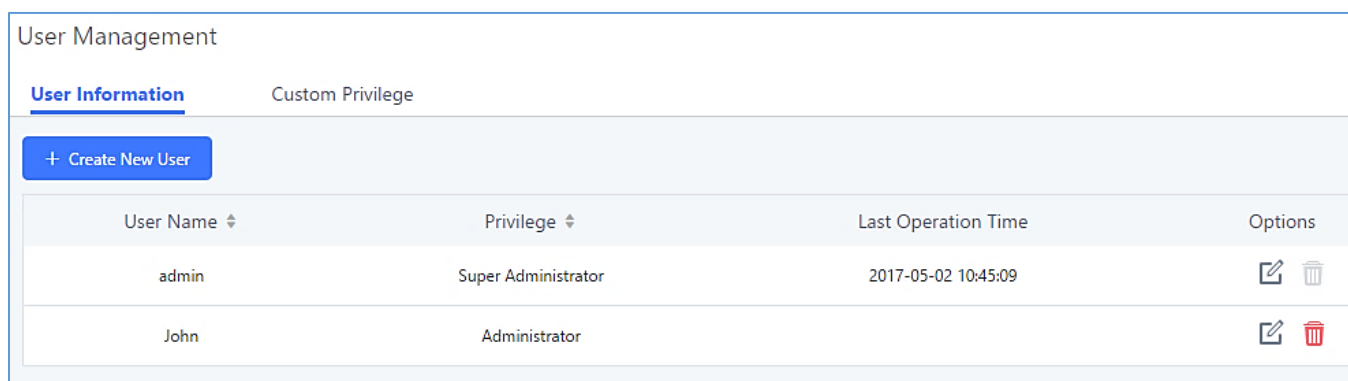 User Management
User Information Custom Privilege
+ Create New User
User Name Privilege Last Operation Time Options
admin Super Administrator 2017-05-02 10:45:09
John Administrator